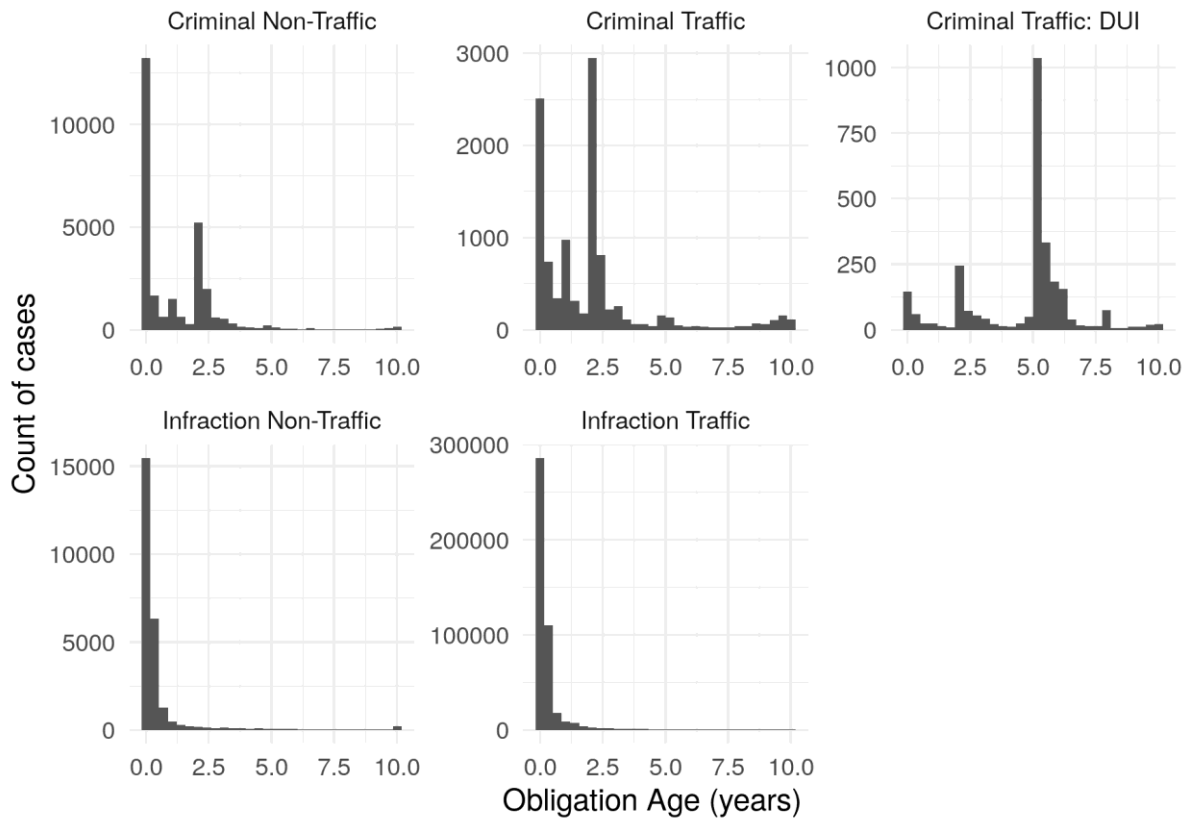 Criminal Non-Traffic
Criminal Traffic
Criminal Traffic: DUI
10000
5000
0
3000
2000
1000
0
1000
750
500
250
0
0.0 2.5 5.0 7.5 10.0
0.0 2.5 5.0 7.5 10.0
0.0 2.5 5.0 7.5 10.0
Count of cases
Infraction Non-Traffic
Infraction Traffic
15000
10000
5000
0
300000
200000
100000
0
0.0 2.5 5.0 7.5 10.0
0.0 2.5 5.0 7.5 10.0
Obligation Age (years)